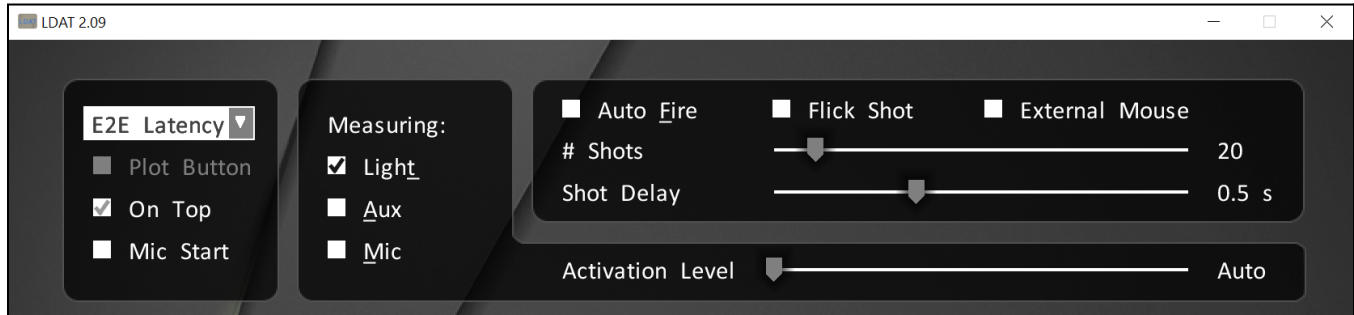 LDAT 2.09
E2E Latency
Plot Button
On Top
Mic Start
Measuring:
Light
Aux
Mic
Auto Fire Flick Shot External Mouse
# Shots 20
Shot Delay 0.5 s
Activation Level Auto